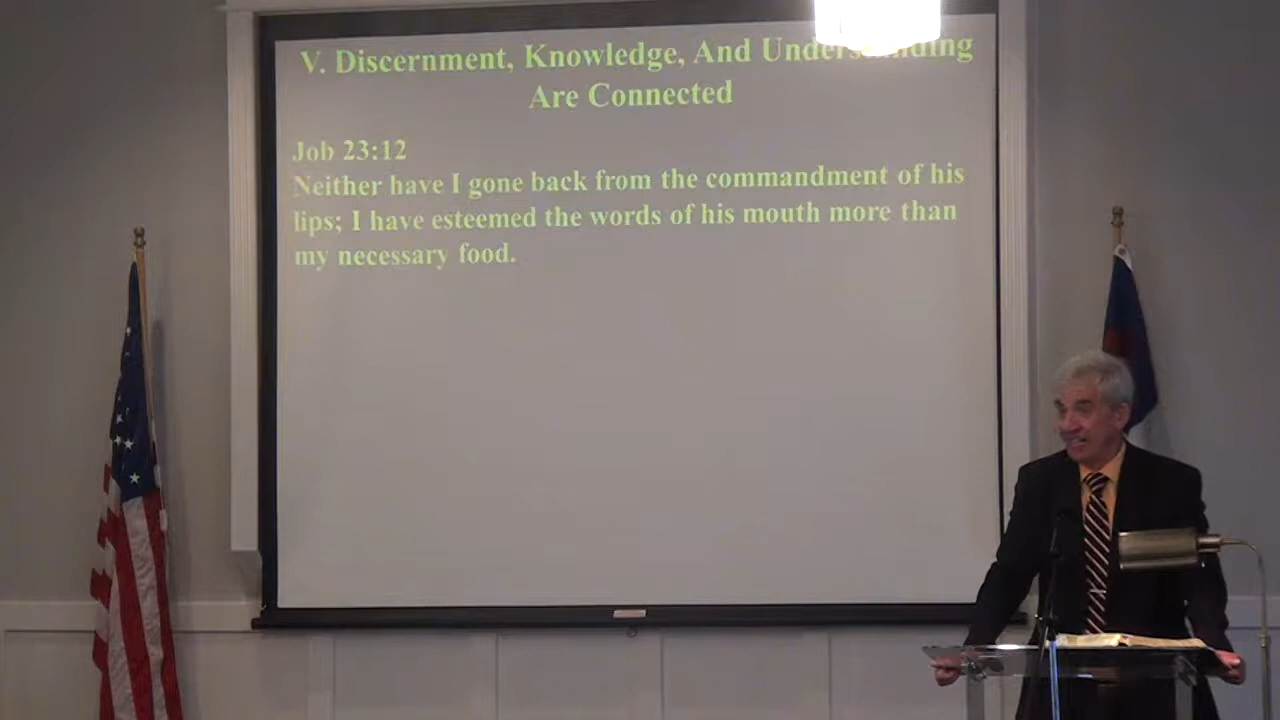 V. Discernment, Knowledge, And Understanding
Are Connected
Job 23:12
Neither have I gone back from the commandment of his
lips; I have esteemed the words of his mouth more than
my necessary food.